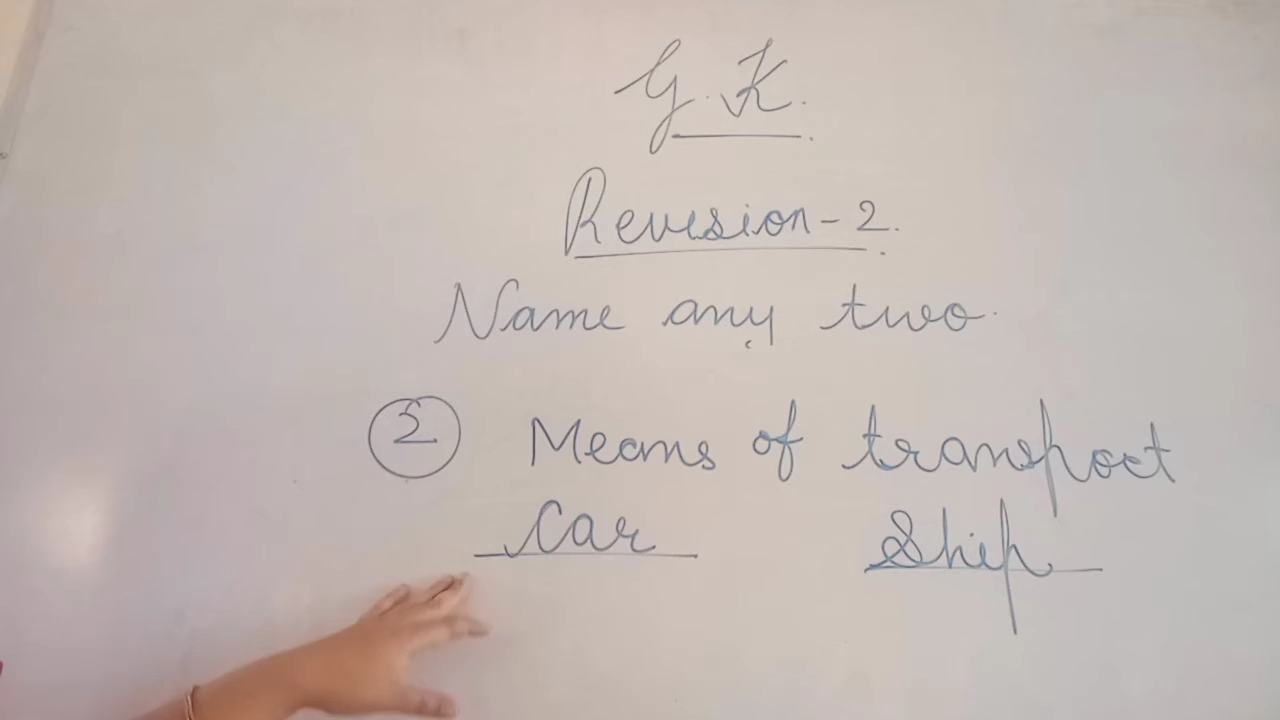 G.K.
Revision-2.
Name any two.
2 Means of transport
Car Ship